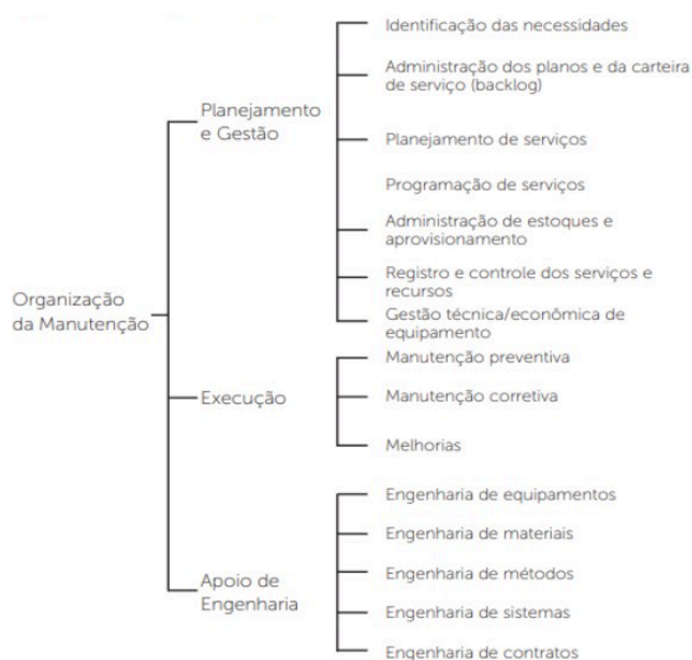 Identificação das necessidades
Administração dos planos e da carteira
de serviço (backlog)
Planejamento
e Gestão
Planejamento de serviços
Programação de serviços
Administração de estoques e
aprovisionamento
Registro e controle dos serviços e
recursos
Gestão técnica/econômica de
equipamento
Organização
da Manutenção
Manutenção preventiva
Execução
Manutenção corretiva
Melhorias
Engenharia de equipamentos
Engenharia de materiais
Apoio de
Engenharia
Engenharia de métodos
Engenharia de sistemas
Engenharia de contratos